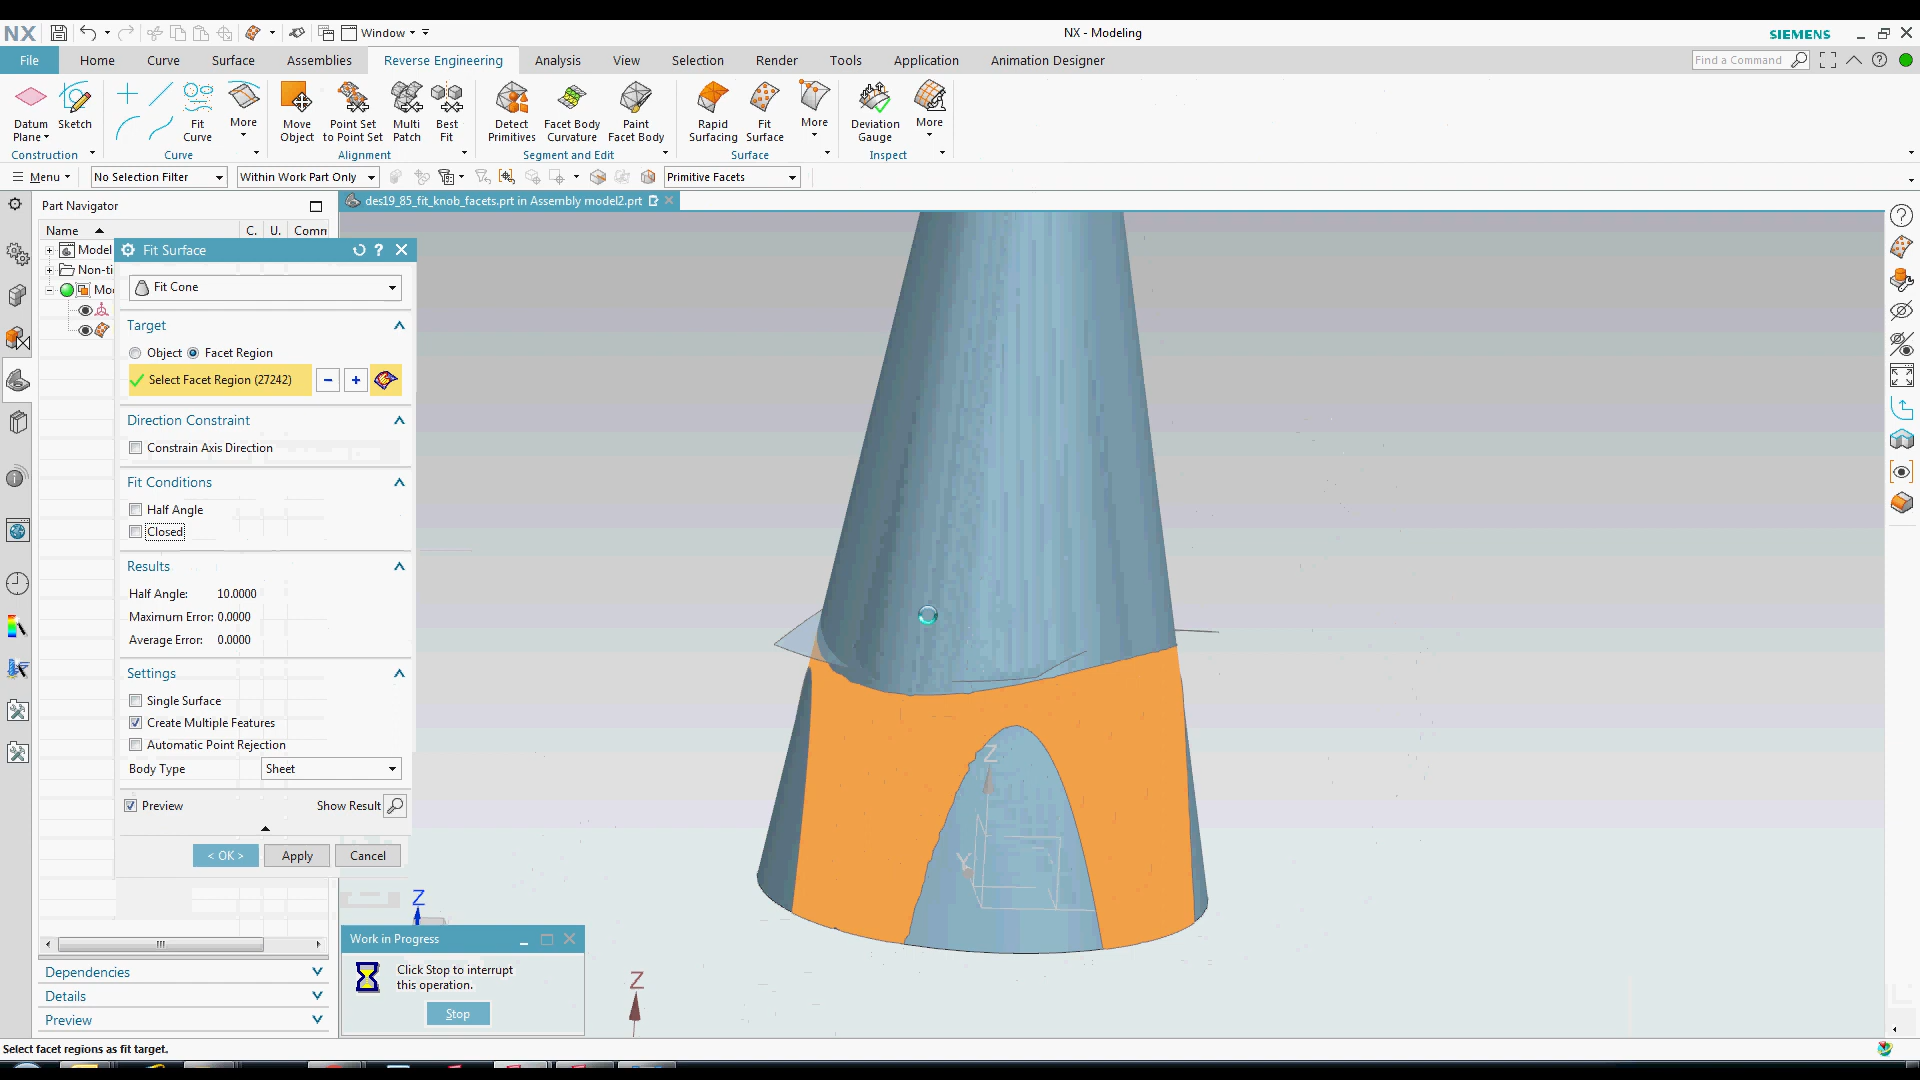 NX
Window
NX - Modeling
SIEMENS
File
Home
Curve
Surface
Assemblies
Reverse Engineering
Analysis
View
Selection
Render
Tools
Application
Animation Designer
Find a Command
Datum Plane
Sketch
Fit Curve
More
Move Object
Point Set to Point Set
Multi Patch
Best Fit
Detect Primitives
Facet Body Curvature
Paint Facet Body
Rapid Surfacing
Fit Surface
More
Deviation Gauge
More
Construction
Curve
Alignment
Segment and Edit
Surface
Inspect
Menu
No Selection Filter
Within Work Part Only
Primitive Facets
Part Navigator
des19_85_fit_knob_facets.prt in Assembly model2.prt
Name
C.
U.
Comn
Model
Non-ti
Mo
Fit Surface
Fit Cone
Target
Object
Facet Region
Select Facet Region (27242)
Direction Constraint
Constrain Axis Direction
Fit Conditions
Half Angle
Closed
Results
Half Angle: 10.0000
Maximum Error: 0.0000
Average Error: 0.0000
Settings
Single Surface
Create Multiple Features
Automatic Point Rejection
Body Type
Sheet
Preview
Show Result
< OK >
Apply
Cancel
Z
Y
Z
Z
Work in Progress
Click Stop to interrupt
this operation.
Stop
Dependencies
Details
Preview
Select facet regions as fit target.